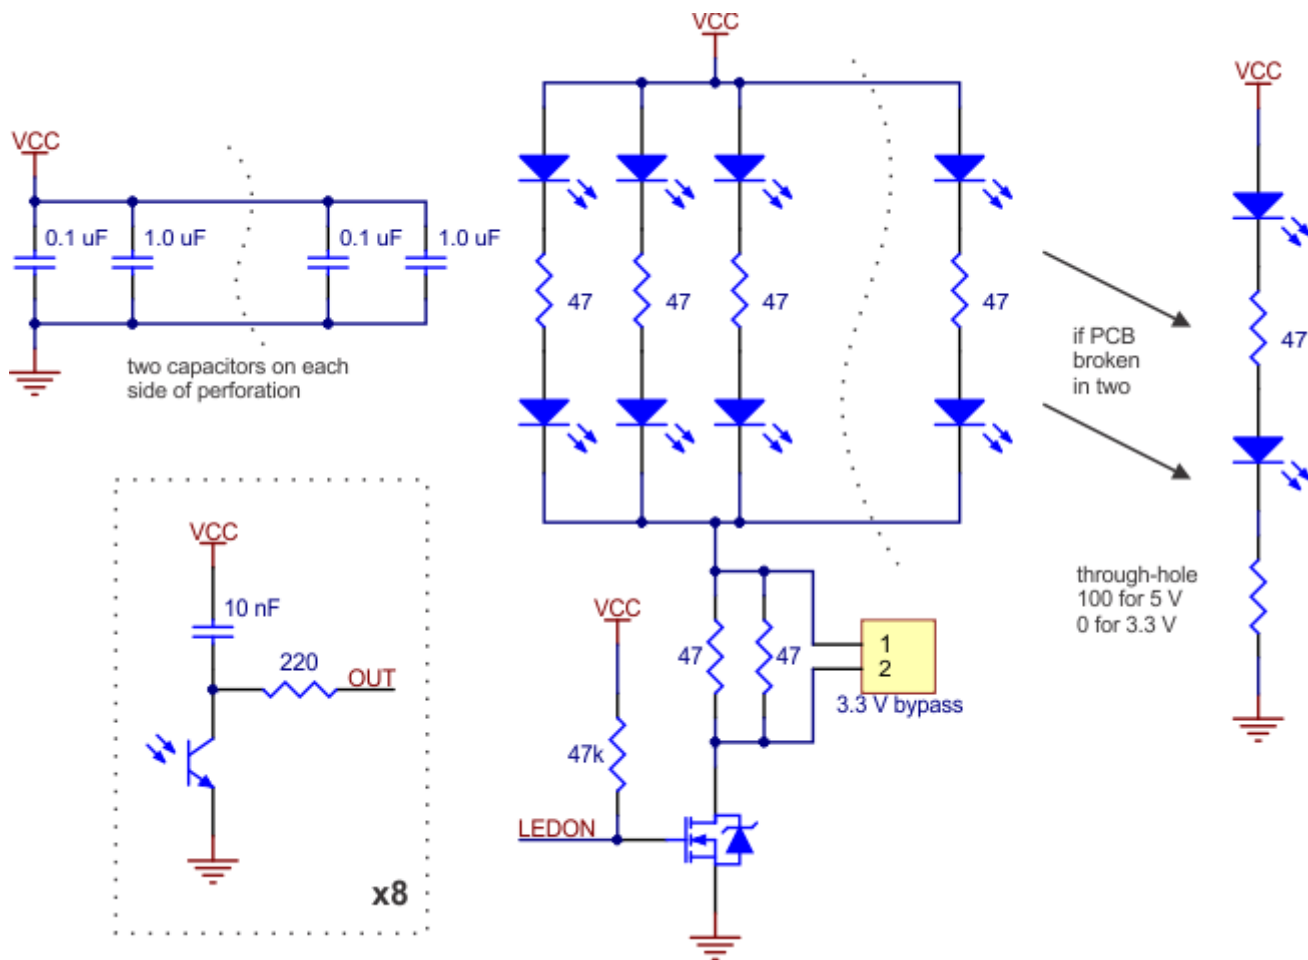 VCC
0.1 uF
1.0 uF
0.1 uF
1.0 uF
two capacitors on each
side of perforation
VCC
10 nF
220
OUT
x8
VCC
47
47
47
47
VCC
47k
LEDON
47
47
1
2
3.3 V bypass
if PCB
broken
in two
VCC
47
through-hole
100 for 5 V
0 for 3.3 V